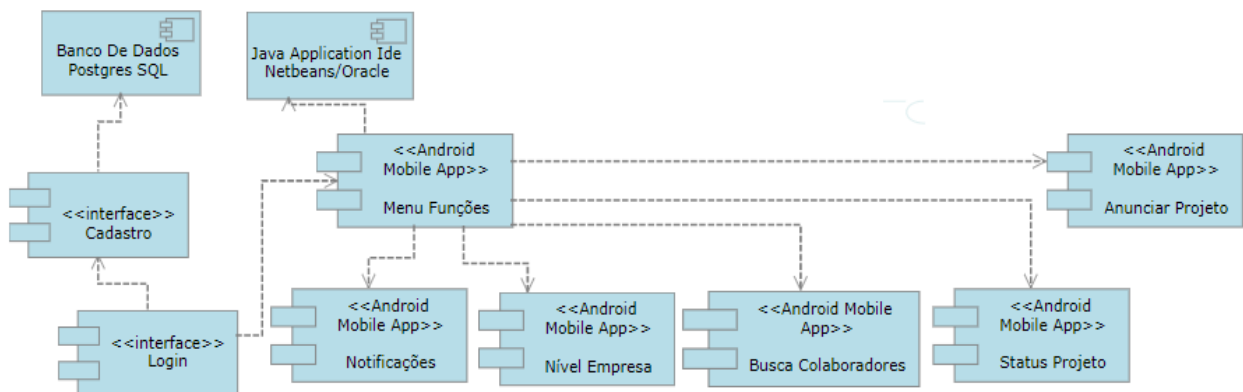 Banco De Dados
Postgres SQL
Java Application Ide
Netbeans/Oracle
<<Android
Mobile App>>
Menu Funções
<<Android
Mobile App>>
Anunciar Projeto
<<interface>>
Cadastro
<<interface>>
Login
<<Android
Mobile App>>
Notificações
<<Android
Mobile App>>
Nível Empresa
<<Android Mobile
App>>
Busca Colaboradores
<<Android
Mobile App>>
Status Projeto